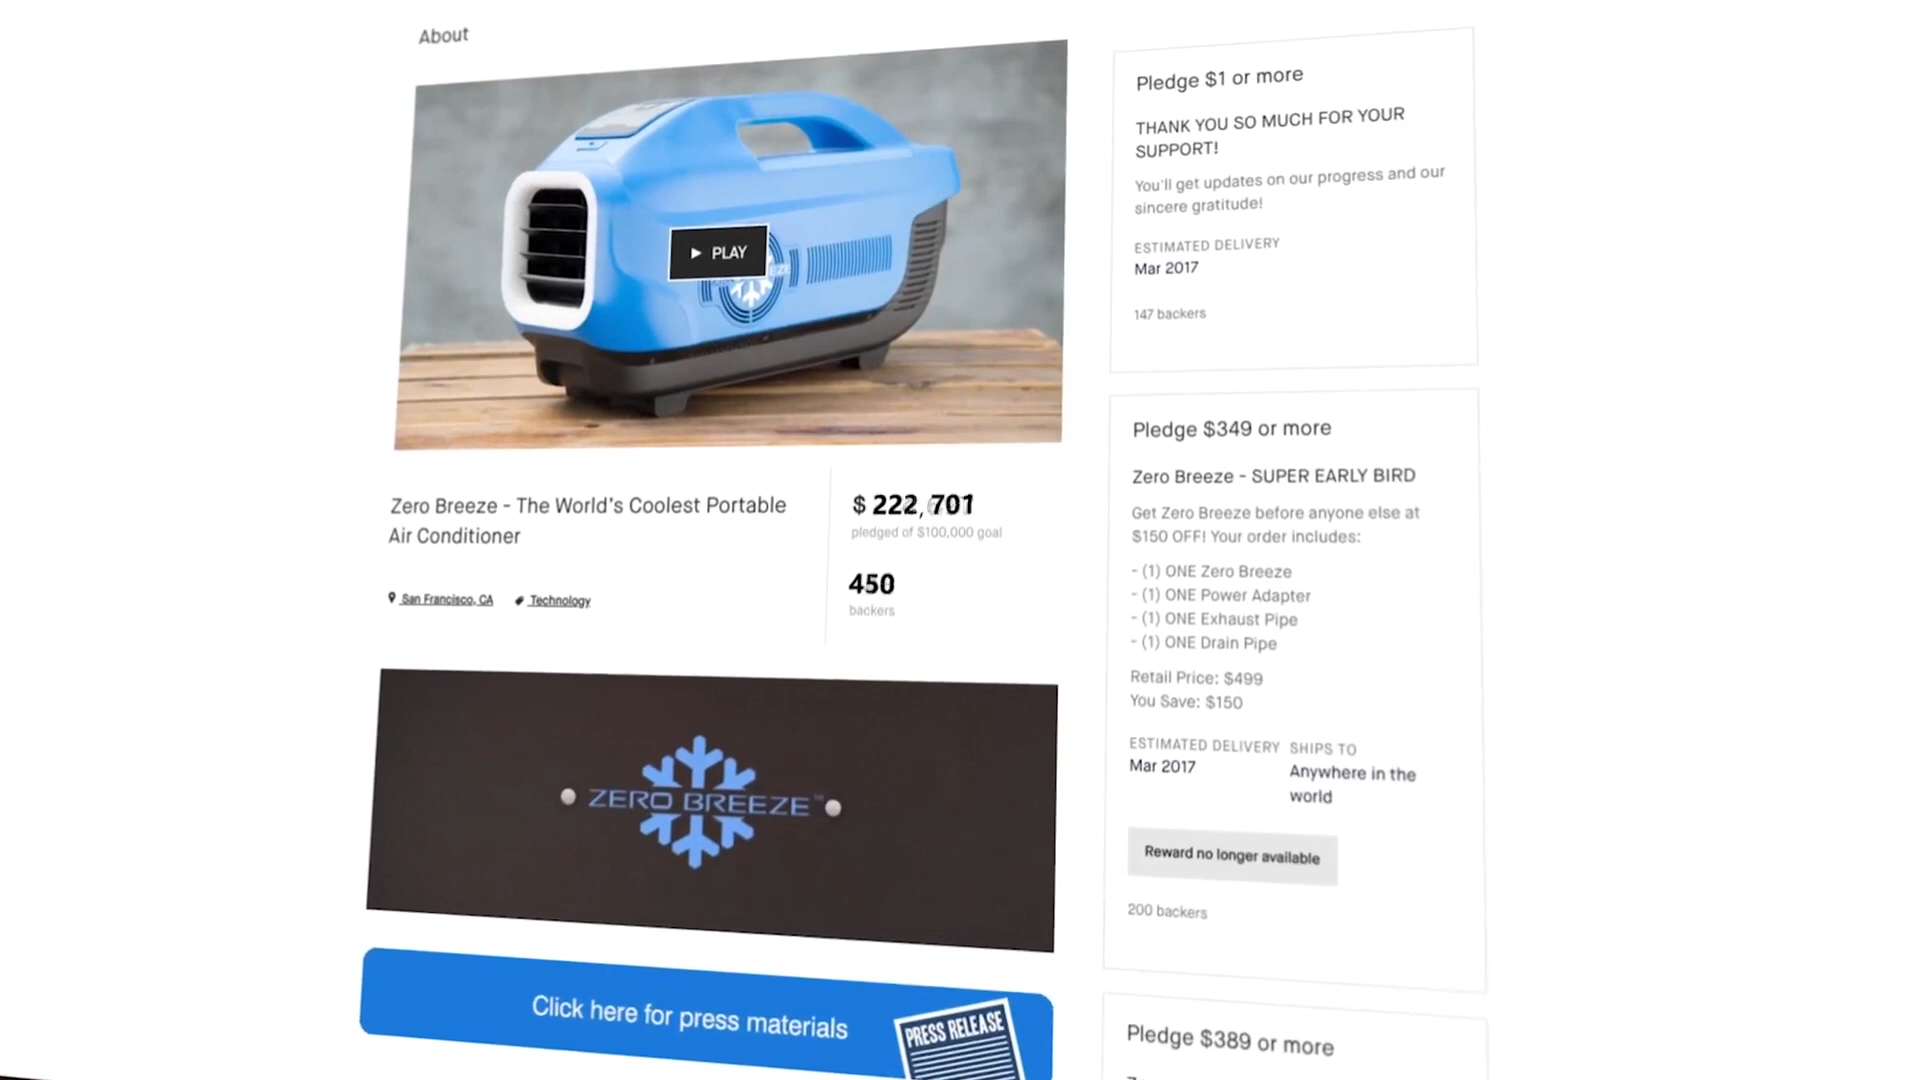 About
PLAY
Zero Breeze - The World's Coolest Portable
Air Conditioner
San Francisco, CA
Technology
$ 222,701
pledged of $100,000 goal
450
backers
ZERO BREEZE™
Click here for press materials
PRESS RELEASE
Pledge $1 or more
THANK YOU SO MUCH FOR YOUR
SUPPORT!
You'll get updates on our progress and our
sincere gratitude!
ESTIMATED DELIVERY
Mar 2017
147 backers
Pledge $349 or more
Zero Breeze - SUPER EARLY BIRD
Get Zero Breeze before anyone else at
$150 OFF! Your order includes:
- (1) ONE Zero Breeze
- (1) ONE Power Adapter
- (1) ONE Exhaust Pipe
- (1) ONE Drain Pipe
Retail Price: $499
You Save: $150
ESTIMATED DELIVERY
Mar 2017
SHIPS TO
Anywhere in the
world
Reward no longer available
200 backers
Pledge $389 or more